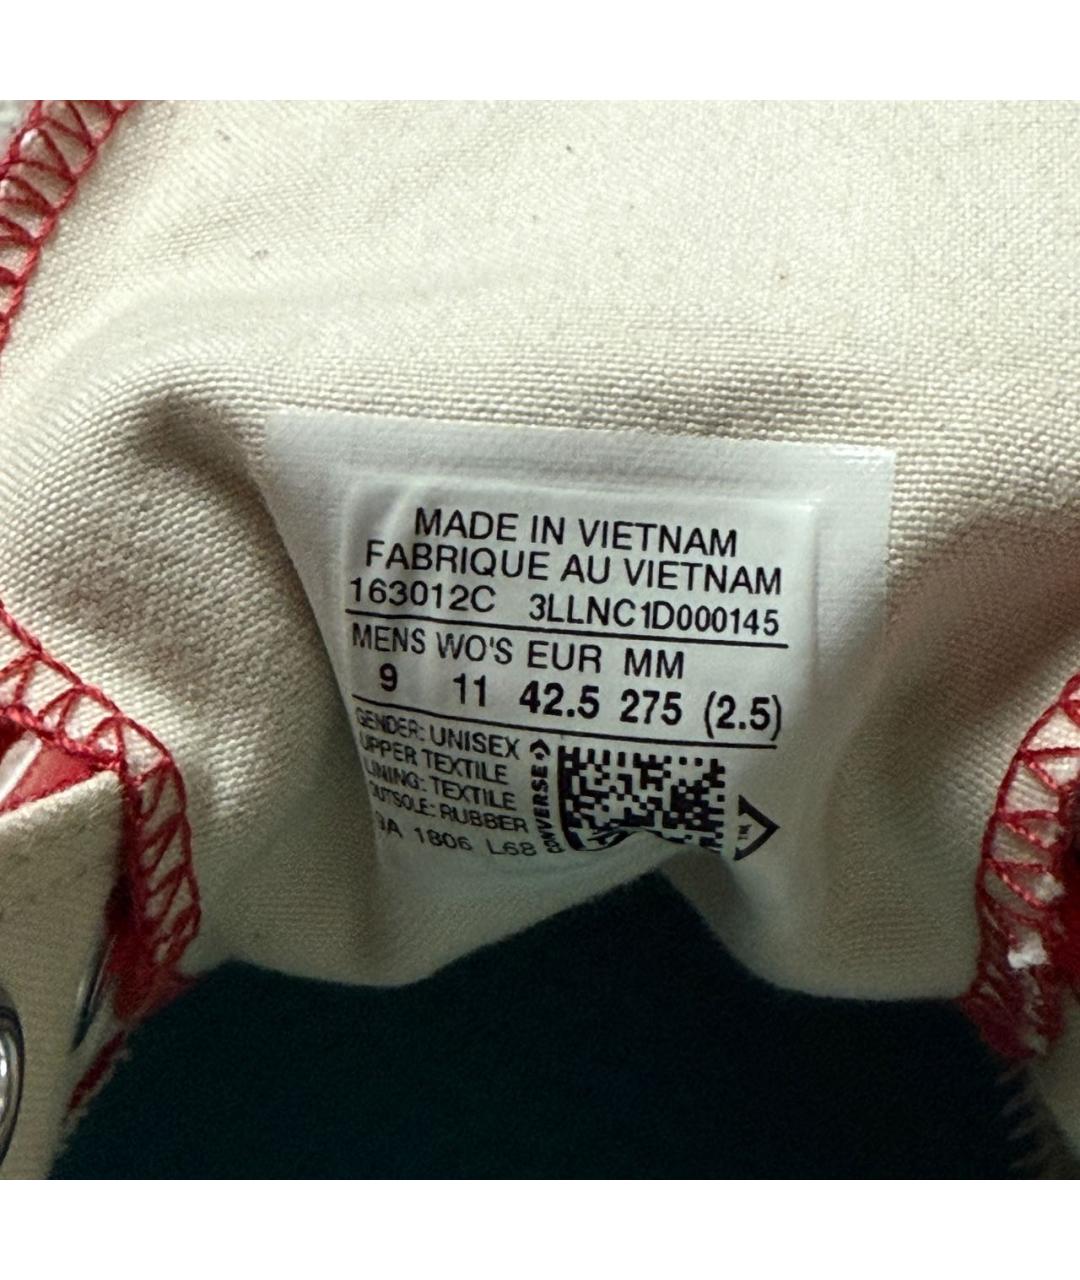 MADE IN VIETNAM
FABRIQUE AU VIETNAM
163012C 3LLNC1D000145
MENS WO'S EUR MM
9 11 42.5 275 (2.5)
GENDER: UNISEX
UPPER TEXTILE
LINING: TEXTILE
OUTSOLE: RUBBER
1806 L68
CONVERSE
TM